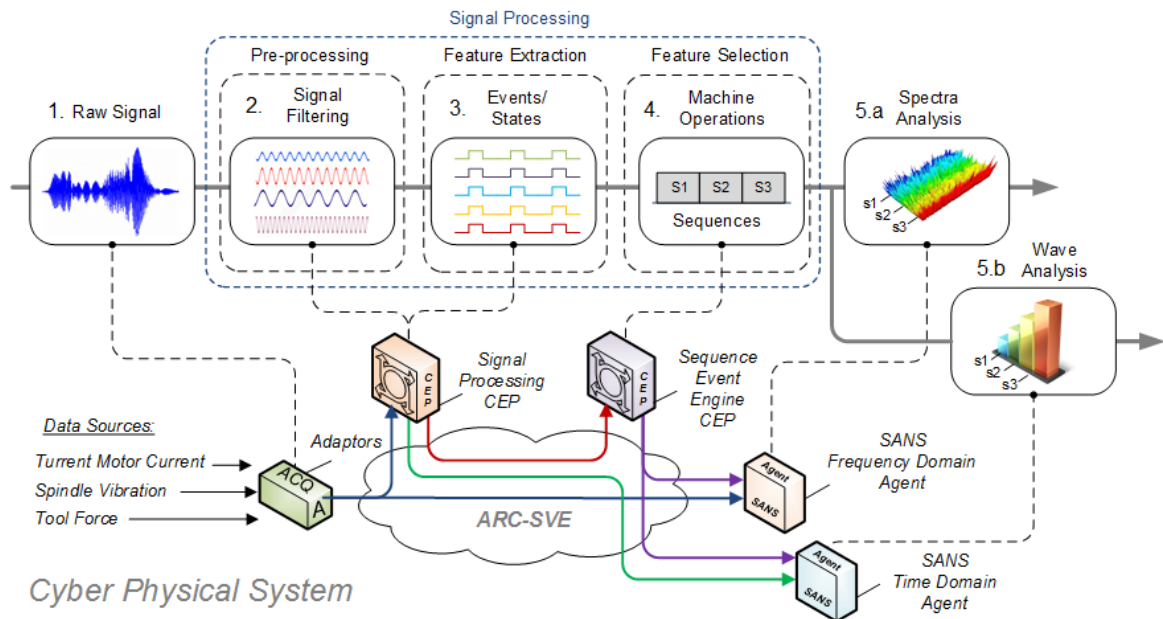 Signal Processing
Pre-processing
Feature Extraction
Feature Selection
1. Raw Signal
2. Signal
Filtering
3. Events/
States
4. Machine
Operations
5.a Spectra
Analysis
S1 S2 S3
Sequences
s1
s2
s3
5.b Wave
Analysis
s1
s2
s3
CEP
Signal
Processing
CEP
CEP
Sequence
Event
Engine
CEP
Data Sources:
Turrent Motor Current
Spindle Vibration
Tool Force
Adaptors
ACQ
A
ARC-SVE
Agent
SANS
SANS
Frequency Domain
Agent
Agent
SANS
SANS
Time Domain
Agent
Cyber Physical System